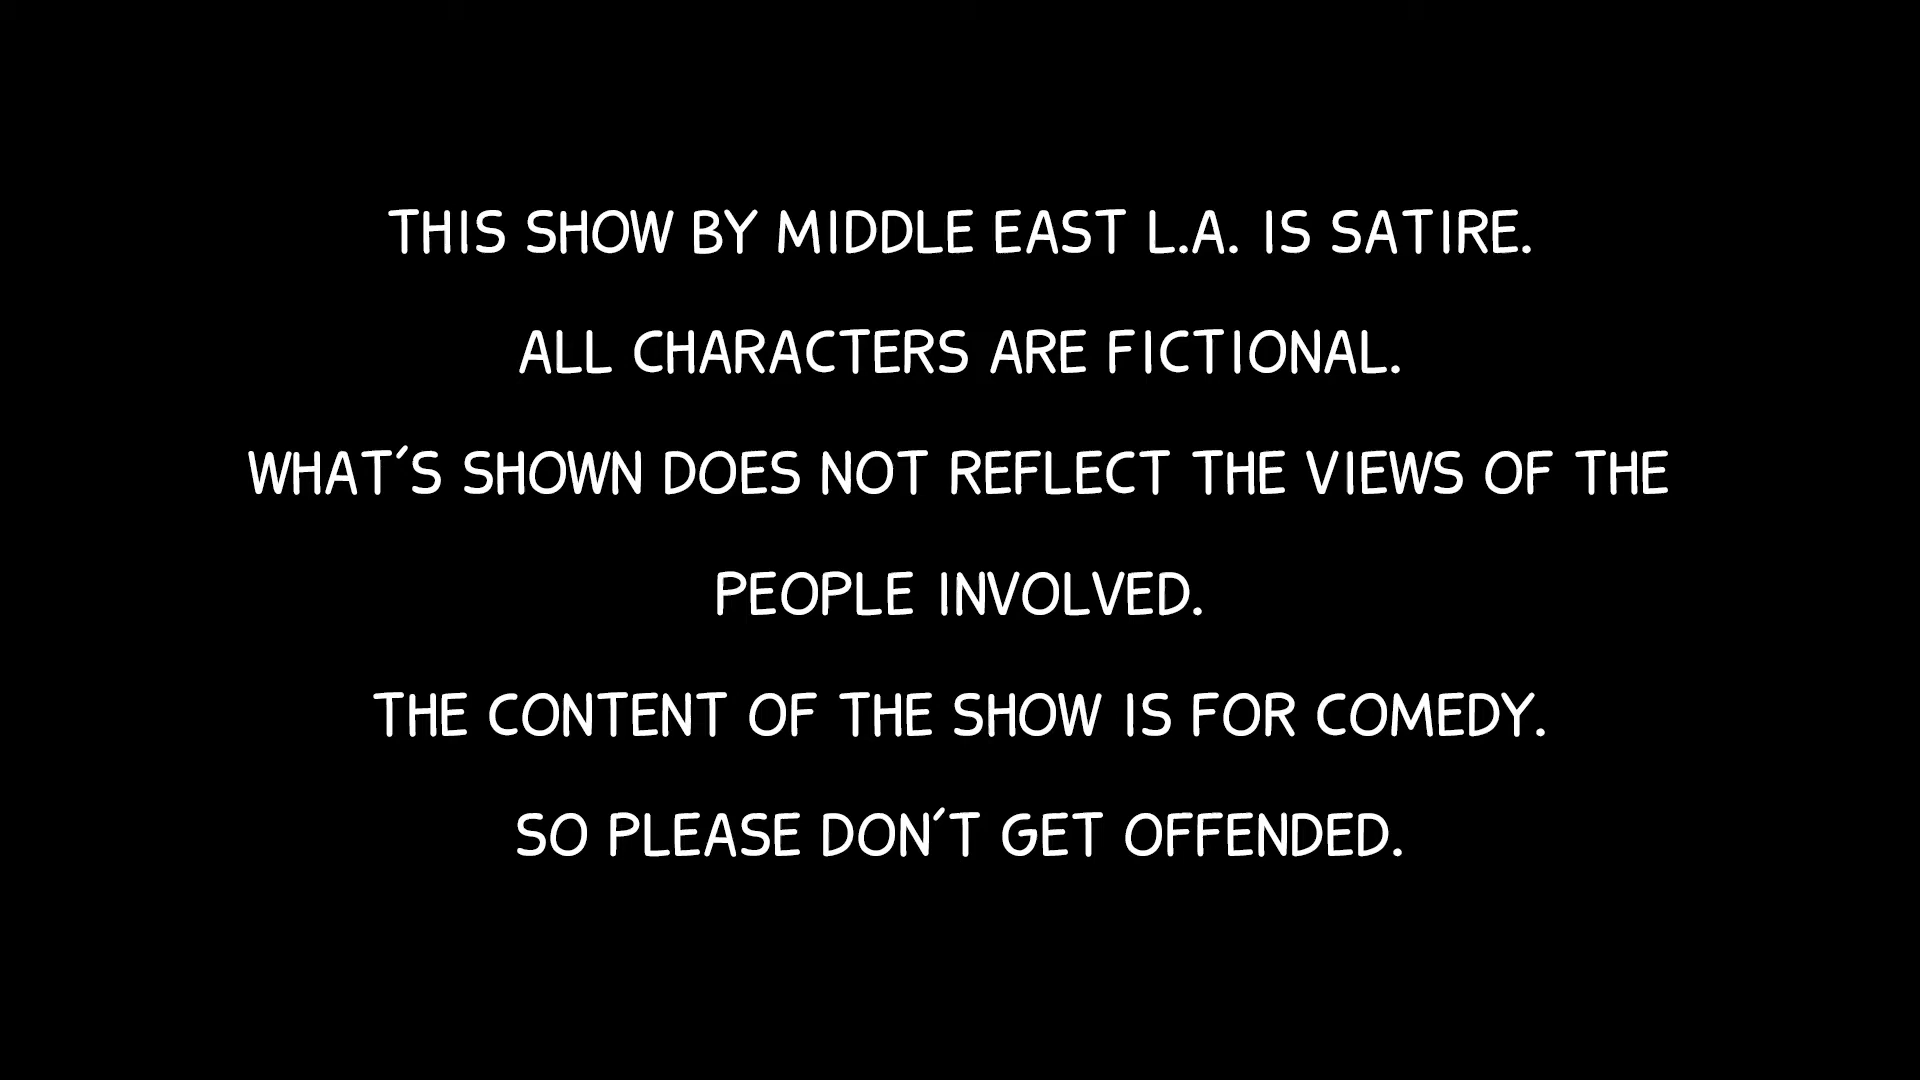 THIS SHOW BY MIDDLE EAST L.A. IS SATIRE.
ALL CHARACTERS ARE FICTIONAL.
WHAT'S SHOWN DOES NOT REFLECT THE VIEWS OF THE
PEOPLE INVOLVED.
THE CONTENT OF THE SHOW IS FOR COMEDY.
SO PLEASE DON'T GET OFFENDED.